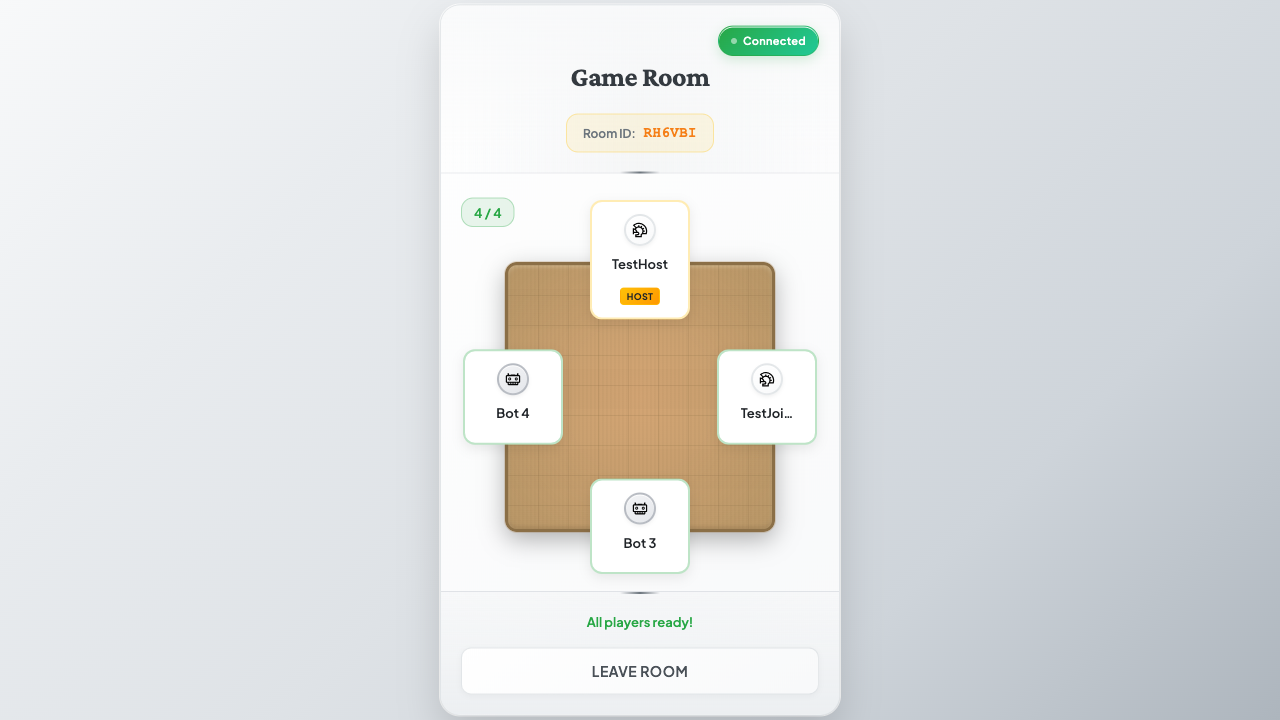 Connected
Game Room
Room ID: RH6VBI
4 / 4
TestHost
HOST
Bot 4
TestJoi...
Bot 3
All players ready!
LEAVE ROOM